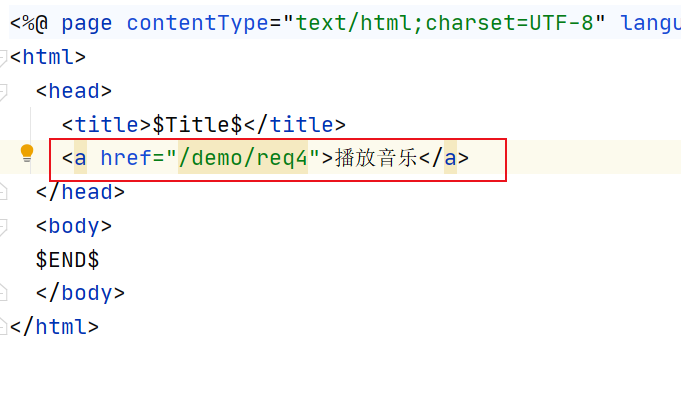 <%@ page contentType="text/html;charset=UTF-8" langu
<html>
<head>
<title>$Title$</title>
<a href="/demo/req4">播放音乐</a>
</head>
<body>
$END$
</body>
</html>